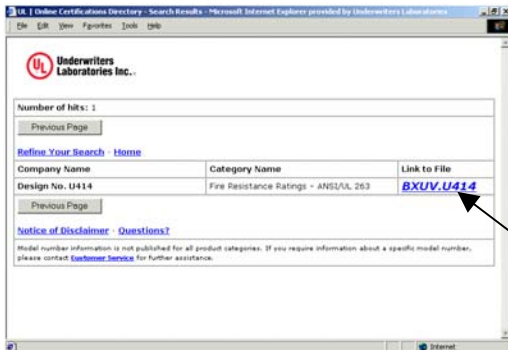 UL | Online Certifications Directory - Search Results - Microsoft Internet Explorer provided by Underwriters Laboratories
File Edit View Favorites Tools Help
UL
Underwriters
Laboratories Inc.
Number of hits: 1
Previous Page
Refine Your Search · Home
Company Name Category Name Link to File
Design No. U414 Fire Resistance Ratings - ANSI/UL 263 BXUV.U414
Previous Page
Notice of Disclaimer · Questions?
Model number information is not published for all product categories. If you require information about a specific model number,
please contact Customer Service for further assistance.
Internet